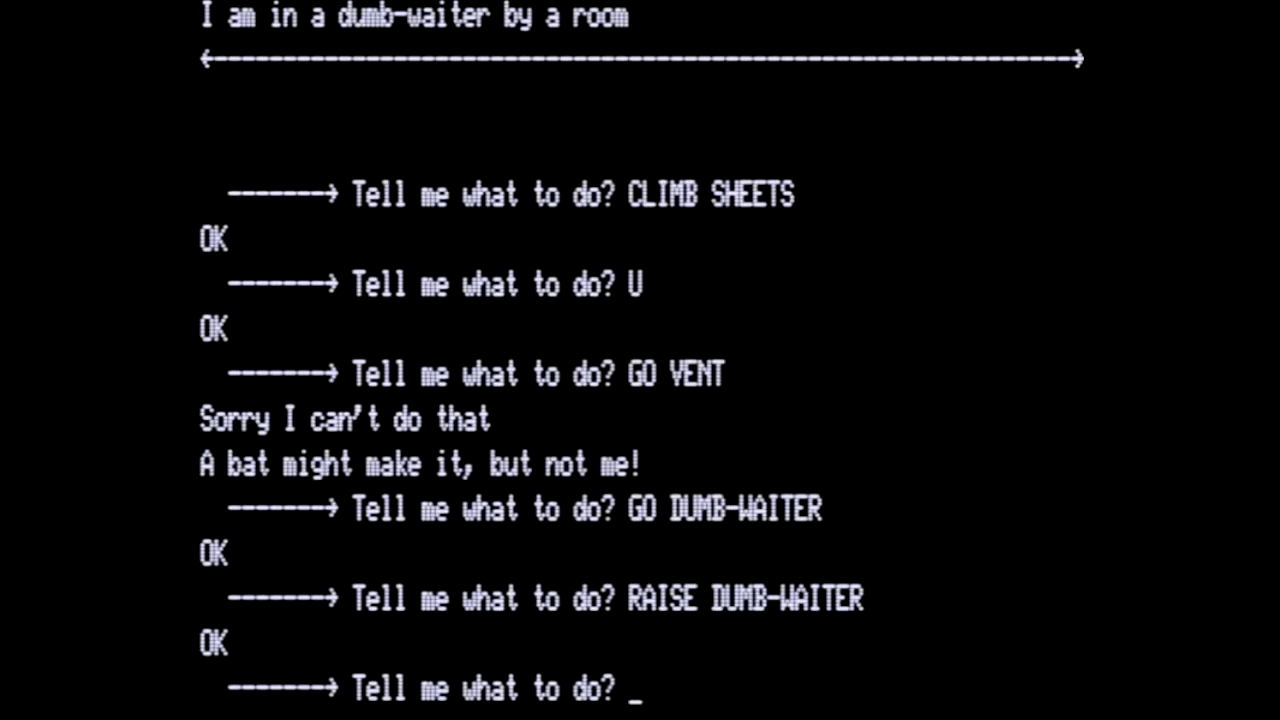 I am in a dumb-waiter by a room
<-------------------------------------------------------------->
-------> Tell me what to do? CLIMB SHEETS
OK
-------> Tell me what to do? U
OK
-------> Tell me what to do? GO VENT
Sorry I can't do that
A bat might make it, but not me!
-------> Tell me what to do? GO DUMB-WAITER
OK
-------> Tell me what to do? RAISE DUMB-WAITER
OK
-------> Tell me what to do? _